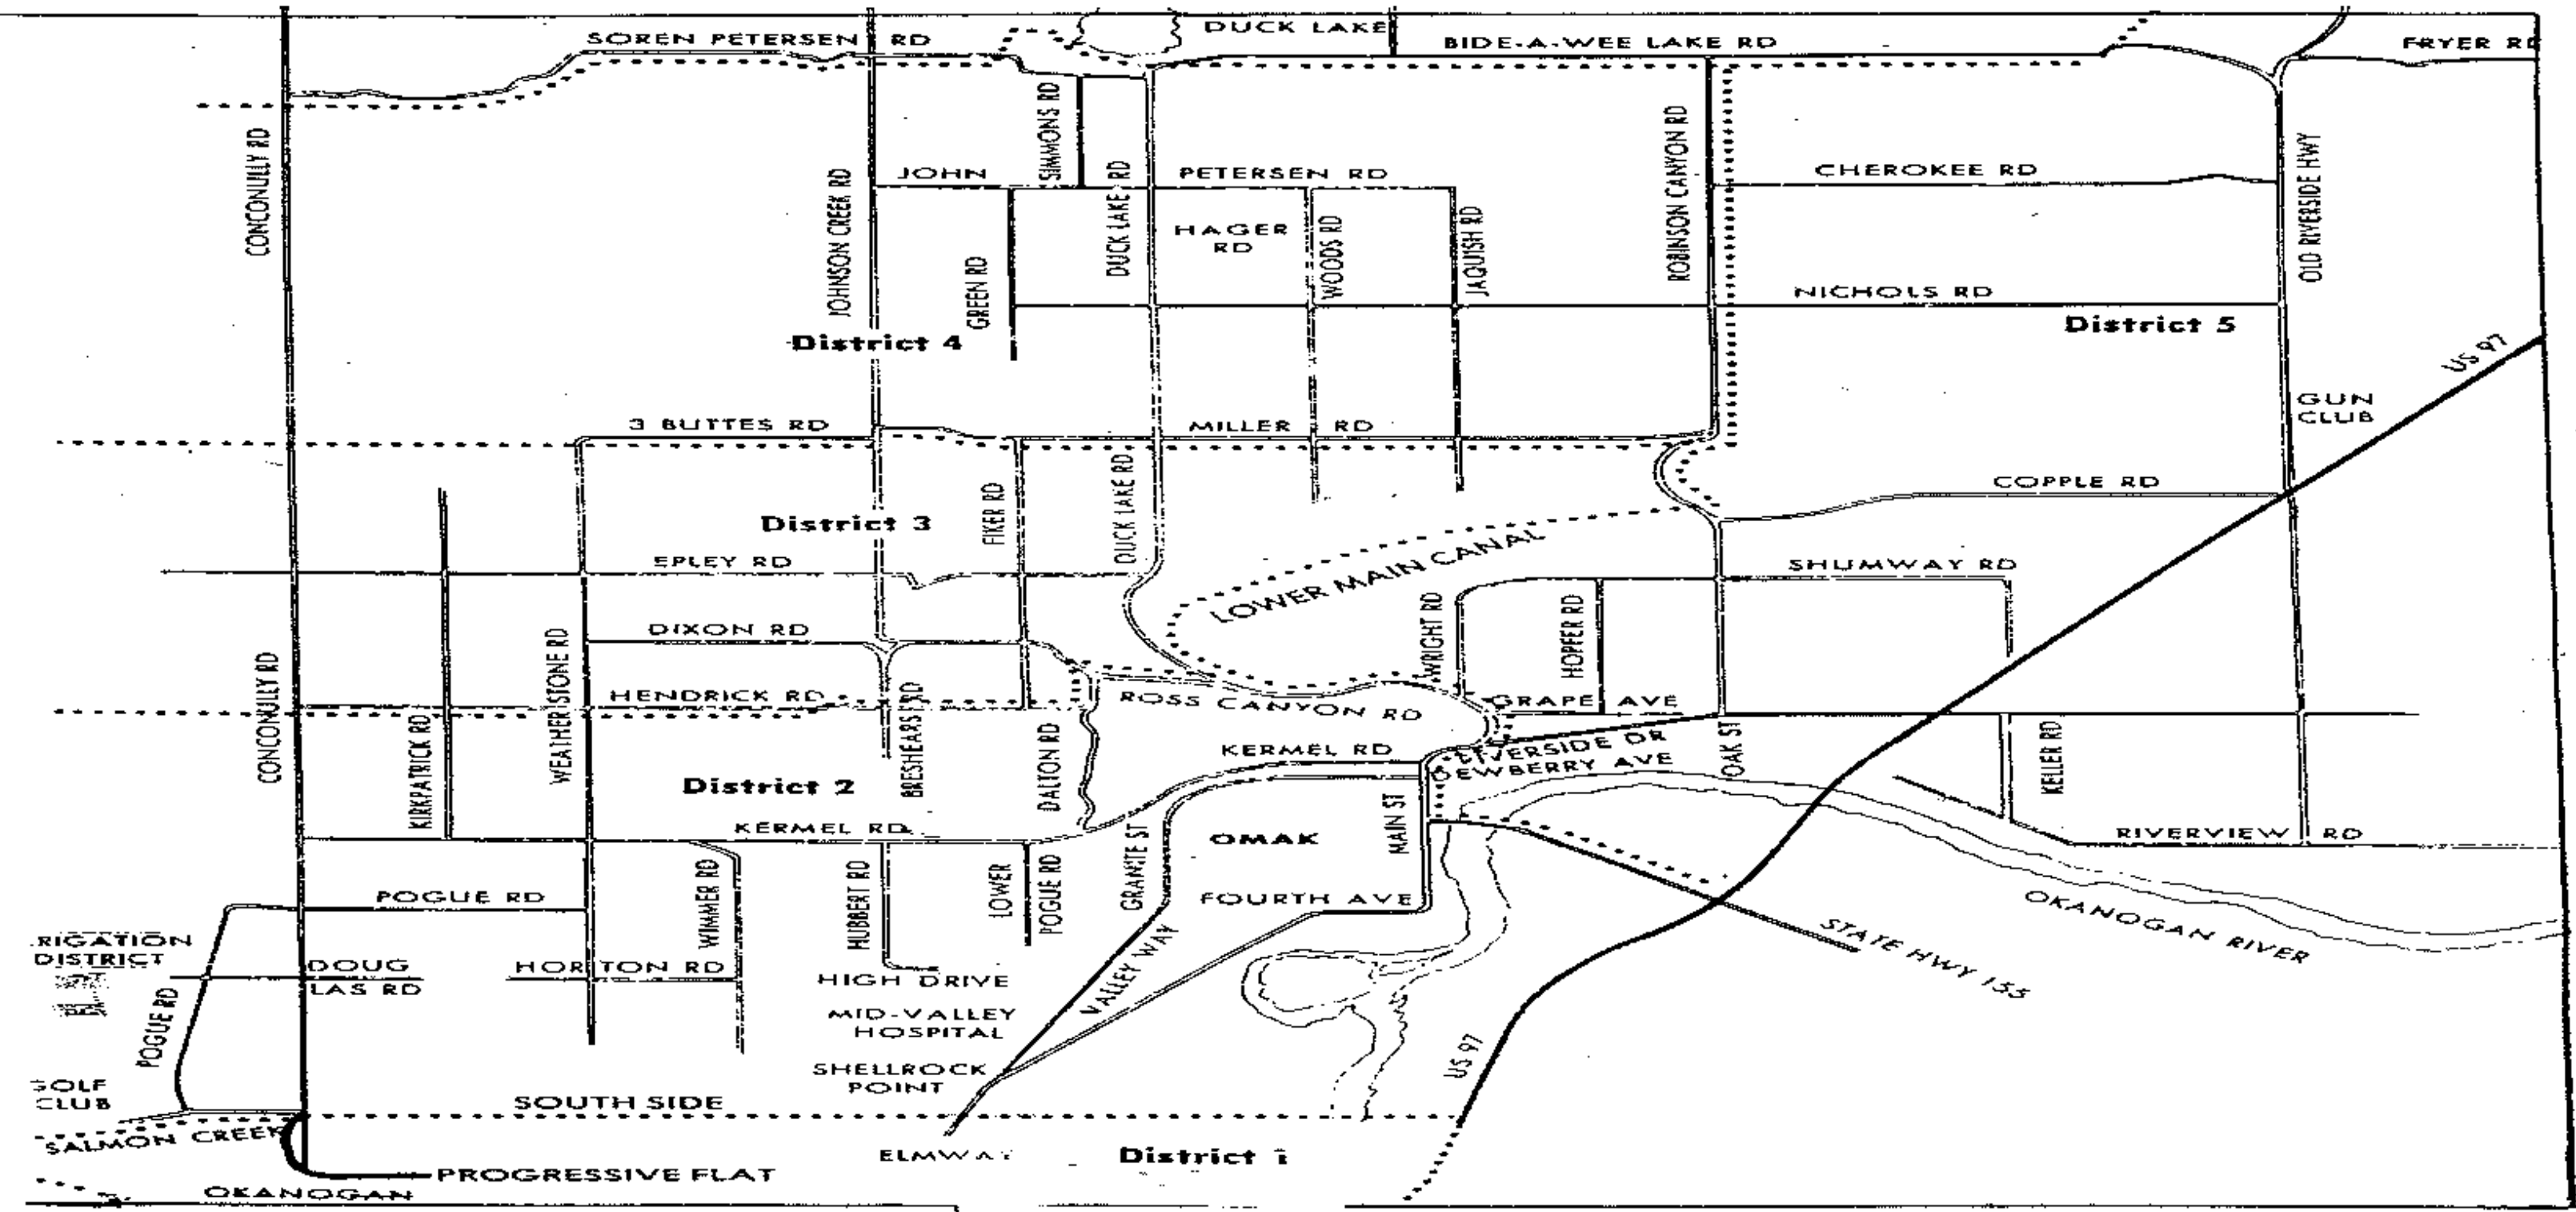 DUCK LAKE
SOREN PETERSEN RD
BIDE-A-WEE LAKE RD
FRYER RD
CONCONULLY RD
SIMMONS RD
JOHNSON CREEK RD
JOHN PETERSEN RD
DUCK LAKE RD
ROBINSON CANYON RD
CHEROKEE RD
OLD RIVERSIDE HWY
HAGER
RD
WOODS RD
JAQUISH RD
GREEN RD
NICHOLS RD
District 4
District 5
US 97
GUN
CLUB
3 BUTTES RD
MILLER RD
FIKER RD
DUCK LAKE RD
COPPLE RD
District 3
LOWER MAIN CANAL
EPLEY RD
SHUMWAY RD
WRIGHT RD
HOPFER RD
DIXON RD
CONCONULLY RD
WEATHERSTONE RD
HENDRICK RD
BRESHEARS RD
ROSS CANYON RD
GRAPE AVE
KIRKPATRICK RD
DALTON RD
KERMEL RD
RIVERSIDE DR
DEWBERRY AVE
OAK ST
KELLER RD
District 2
KERMEL RD
GRANITE ST
OMAK
MAIN ST
RIVERVIEW RD
POGUE RD
WIMMER RD
HUBBERT RD
LOWER
POGUE RD
FOURTH AVE
OKANOGAN RIVER
STATE HWY 155
RIGATION
DISTRICT
DOUG
LAS RD
HORTON RD
HIGH DRIVE
VALLEY WAY
POGUE RD
MID-VALLEY
HOSPITAL
US 97
SHELLROCK
POINT
GOLF
CLUB
SOUTH SIDE
SALMON CREEK
ELMWAY
District 1
PROGRESSIVE FLAT
OKANOGAN